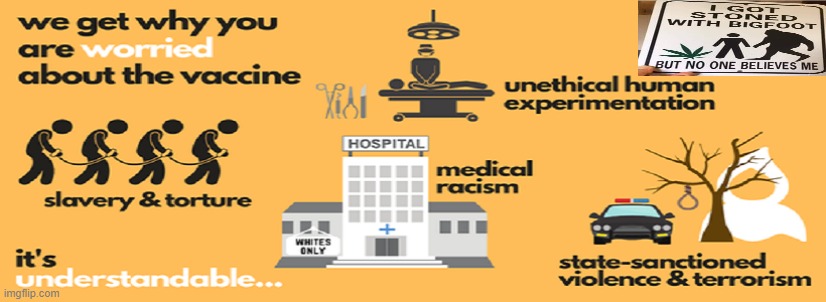 we get why you
are worried
about the vaccine
I GOT
STONED
WITH BIGFOOT
BUT NO ONE BELIEVES ME
unethical human
experimentation
slavery & torture
HOSPITAL
medical
racism
WHITES
ONLY
it's
understandable...
state-sanctioned
violence & terrorism
imgflip.com